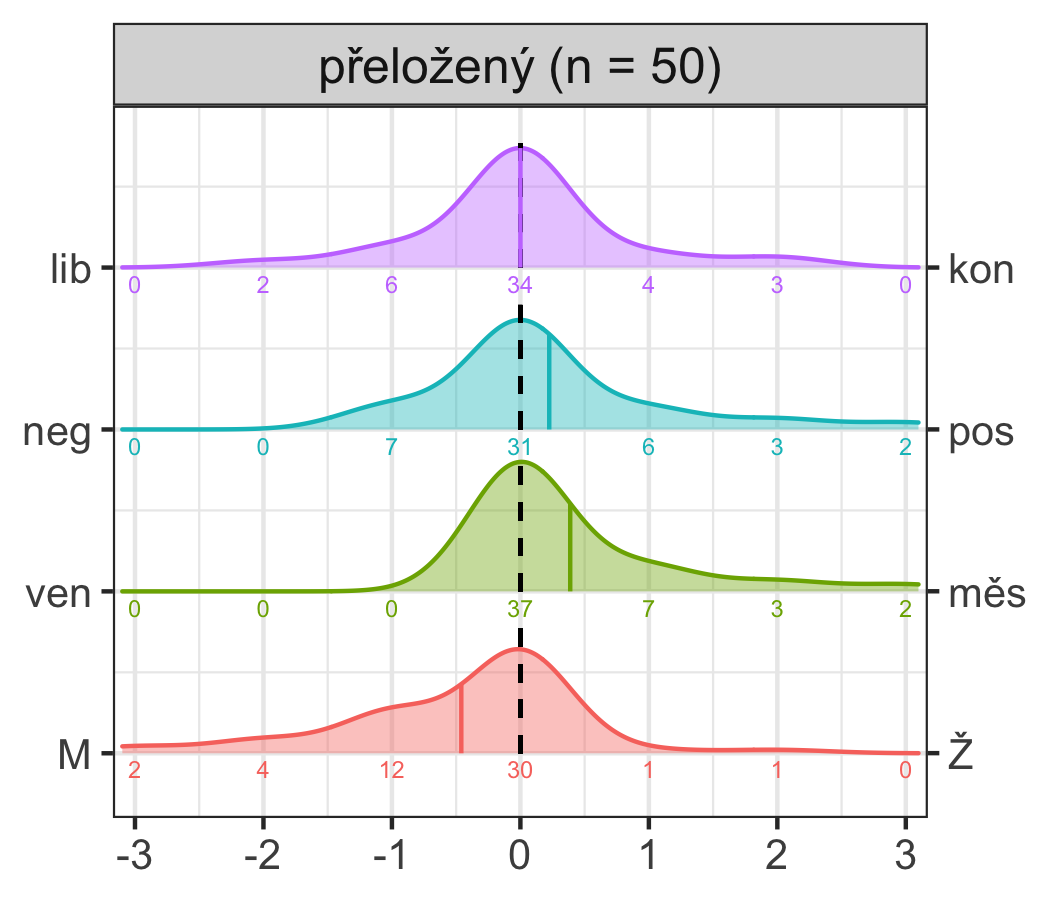 přeložený (n = 50)
lib kon
0 2 6 34 4 3 0
neg pos
0 0 7 31 6 3 2
ven měs
0 0 0 37 7 3 2
M Ž
2 4 12 30 1 1 0
-3 -2 -1 0 1 2 3